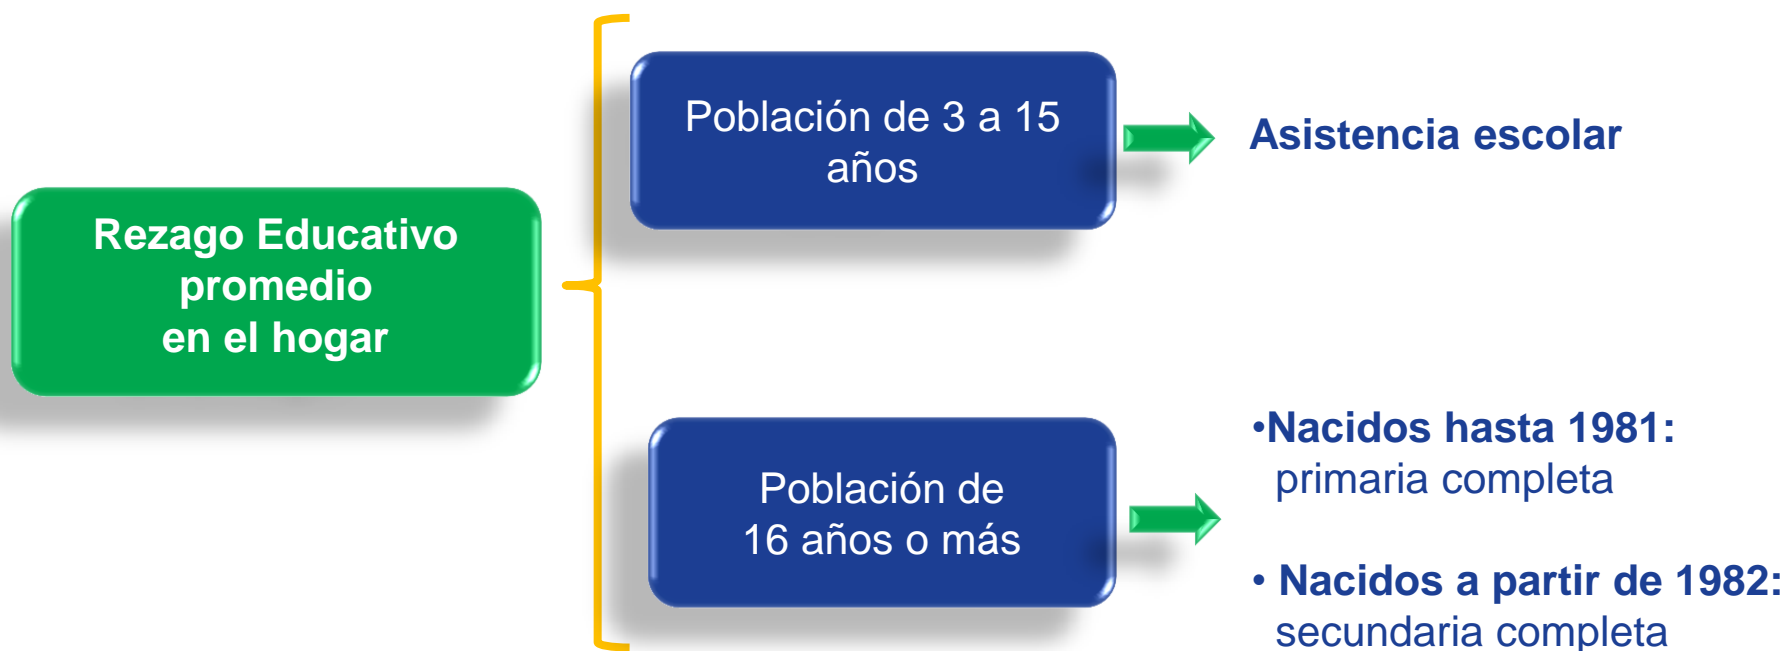 Rezago Educativo
promedio
en el hogar
Población de 3 a 15
años
Asistencia escolar
Población de
16 años o más
•Nacidos hasta 1981:
primaria completa
• Nacidos a partir de 1982:
secundaria completa